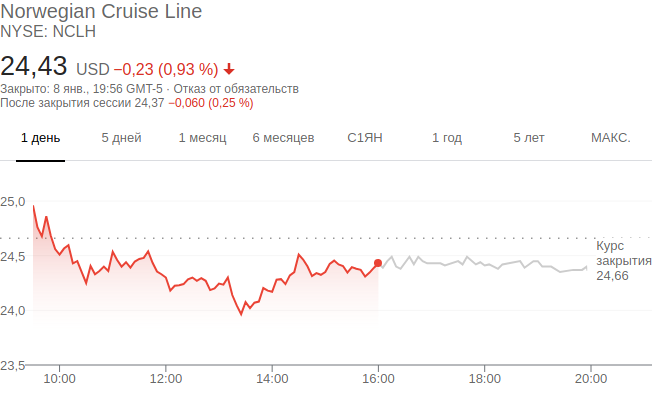 Norwegian Cruise Line
NYSE: NCLH
24,43 USD −0,23 (0,93 %)
Закрыто: 8 янв., 19:56 GMT-5 · Отказ от обязательств
После закрытия сессии 24,37 −0,060 (0,25 %)
1 день 5 дней 1 месяц 6 месяцев С1ЯН 1 год 5 лет МАКС.
25,0
24,5
24,0
23,5
Курс
закрытия
24,66
10:00 12:00 14:00 16:00 18:00 20:00